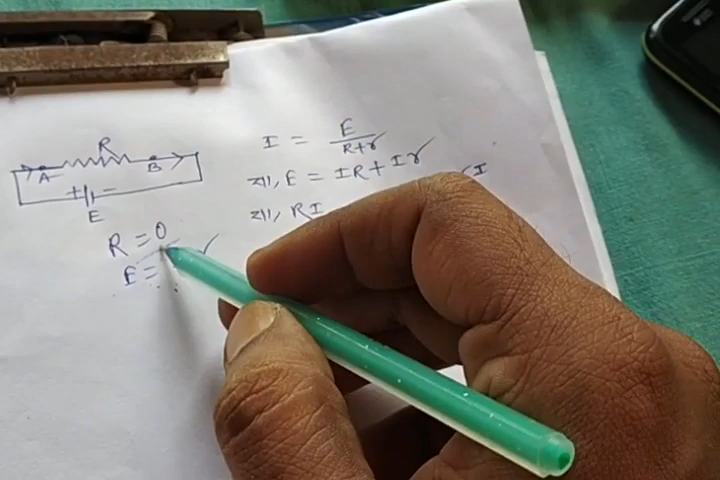 R
A B
+ -
E
I = E / R+r
या, E = IR + Ir
या, RI
I
R = 0
E =